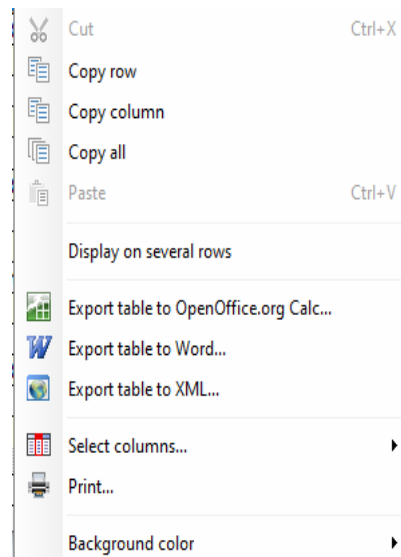 Cut Ctrl+X
Copy row
Copy column
Copy all
Paste Ctrl+V
Display on several rows
Export table to OpenOffice.org Calc...
Export table to Word...
Export table to XML...
Select columns...
Print...
Background color